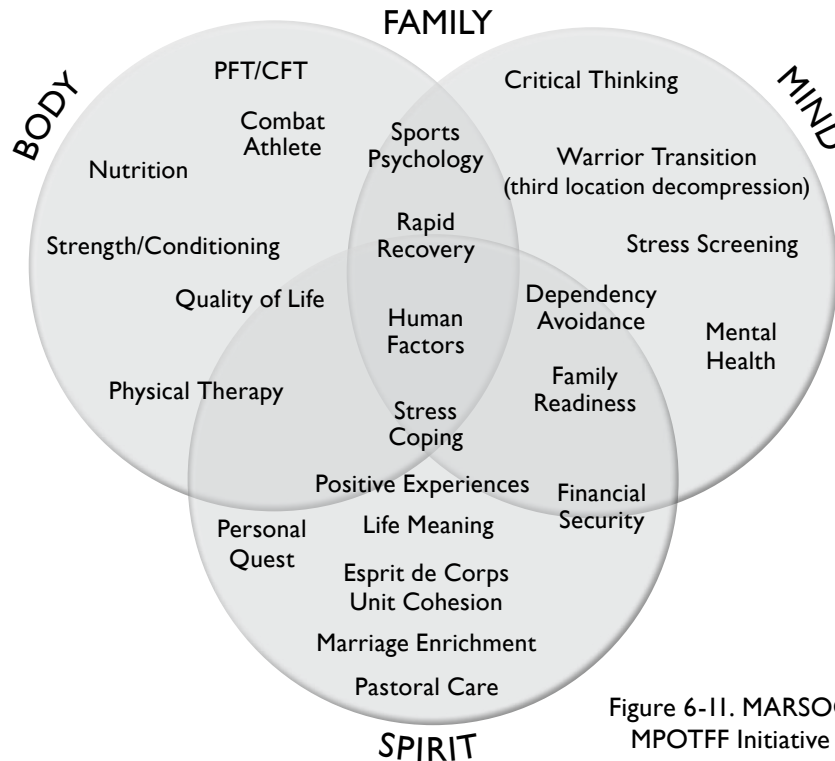 FAMILY
BODY
MIND
PFT/CFT
Combat
Athlete
Nutrition
Strength/Conditioning
Quality of Life
Physical Therapy
Sports
Psychology
Rapid
Recovery
Human
Factors
Stress
Coping
Critical Thinking
Warrior Transition
(third location decompression)
Stress Screening
Dependency
Avoidance
Mental
Health
Family
Readiness
Financial
Security
Positive Experiences
Life Meaning
Personal
Quest
Esprit de Corps
Unit Cohesion
Marriage Enrichment
Pastoral Care
SPIRIT
Figure 6-11. MARSOC
MPOTFF Initiative